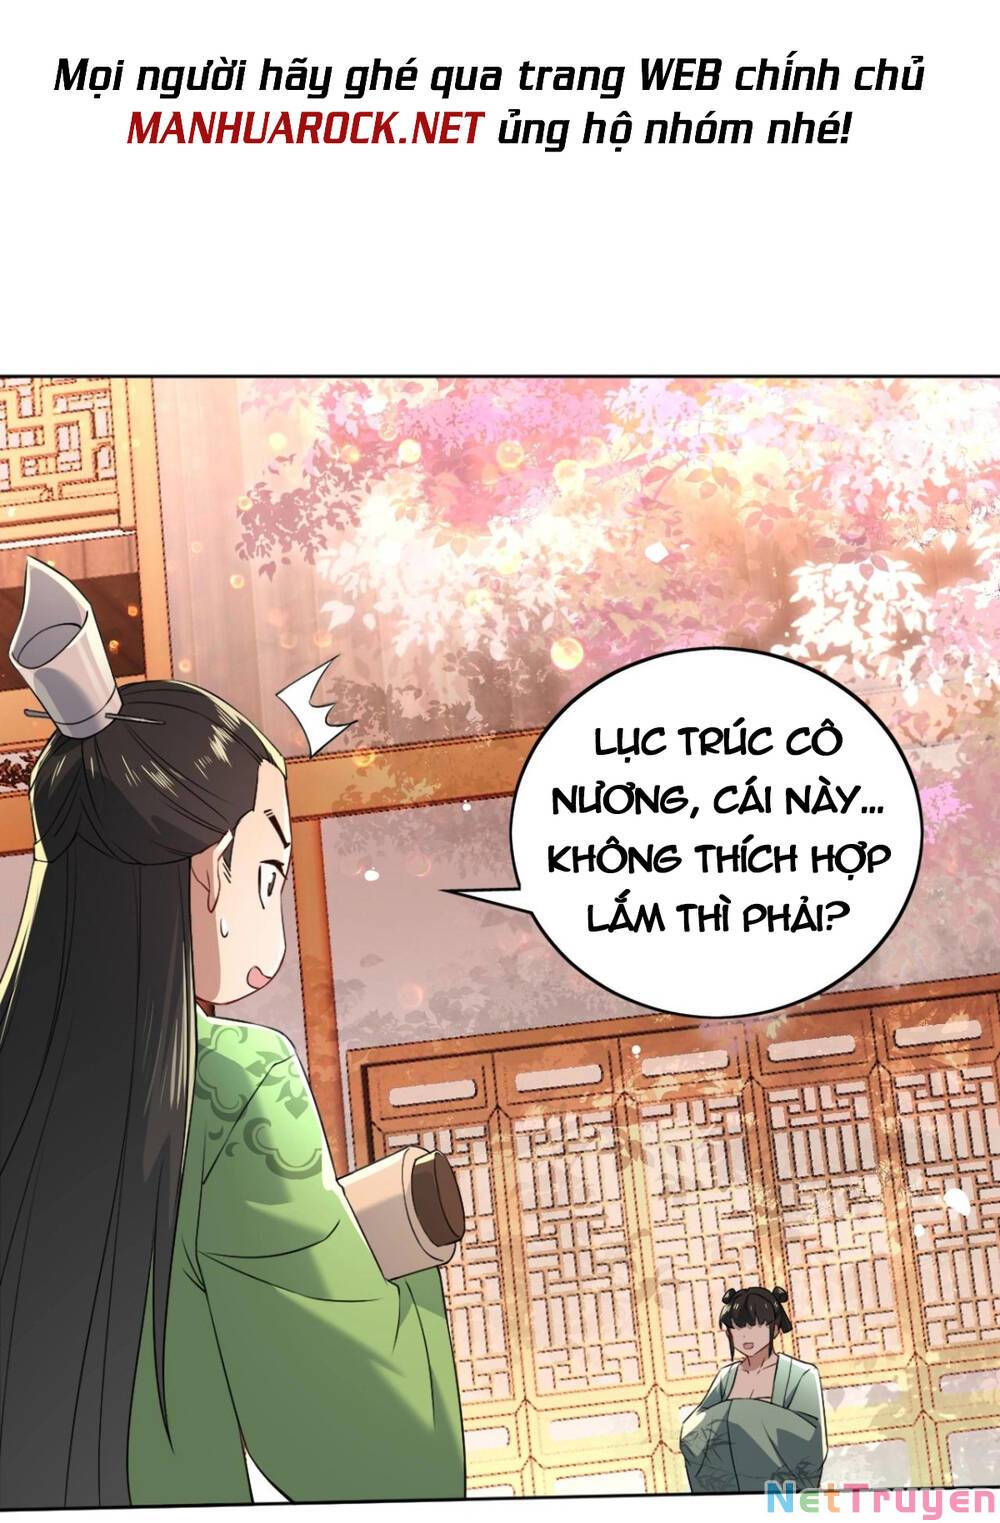 Mọi người hãy ghé qua trang WEB chính chủ
MANHUAROCK.NET ủng hộ nhóm nhé!
LỤC TRÚC CÔ
NƯƠNG, CÁI NÀY...
KHÔNG THÍCH HỢP
LẮM THÌ PHẢI?
NetTruyen